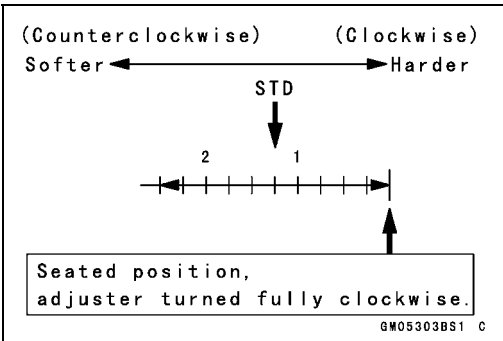 (Counterclockwise) (Clockwise)
Softer Harder
STD
2 1
Seated position,
adjuster turned fully clockwise.
GM05303BS1 C